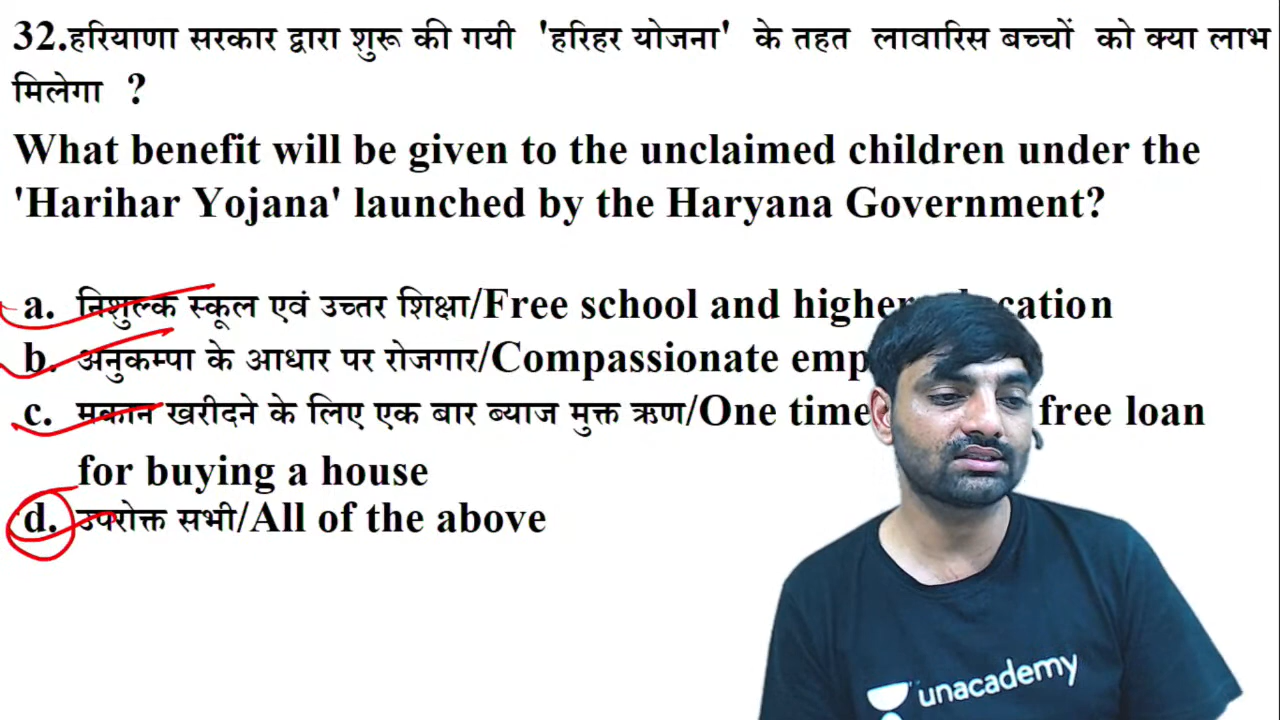 32.हरियाणा सरकार द्वारा शुरू की गयी 'हरिहर योजना' के तहत लावारिस बच्चों को क्या लाभ
मिलेगा ?
What benefit will be given to the unclaimed children under the
'Harihar Yojana' launched by the Haryana Government?
a. निशुल्क स्कूल एवं उच्तर शिक्षा/Free school and higher
b. अनुकम्पा के आधार पर रोजगार/Compassionate
c. मकान खरीदने के लिए एक बार ब्याज मुक्त ऋण/One time free loan
for buying a house
d. उपरोक्त सभी/All of the above
unacademy